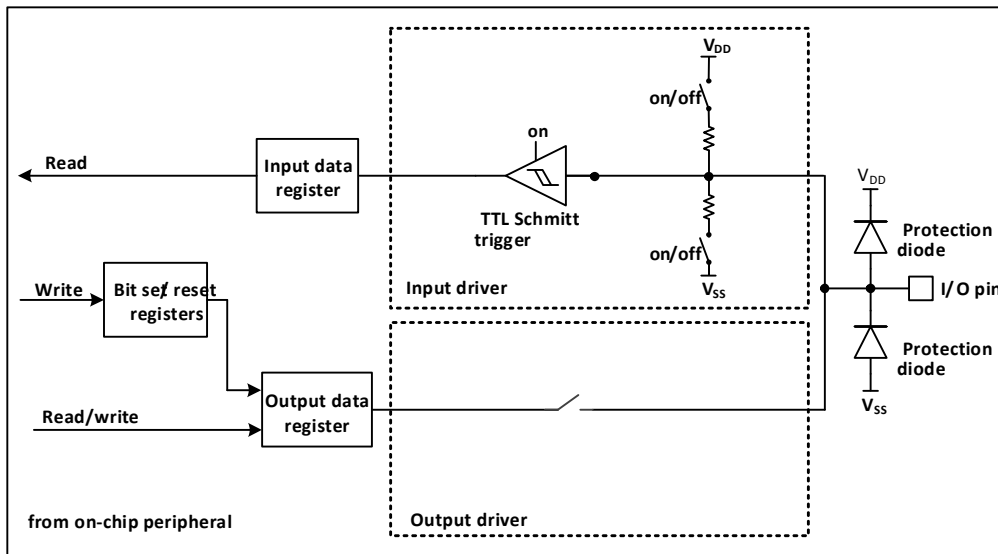 V_DD
on/off
on
Read
Input data
register
TTL Schmitt
trigger
on/off
V_SS
Input driver
V_DD
Protection
diode
I/O pin
Protection
diode
V_SS
Write
Bit set/ reset
registers
Read/write
Output data
register
from on-chip peripheral
Output driver